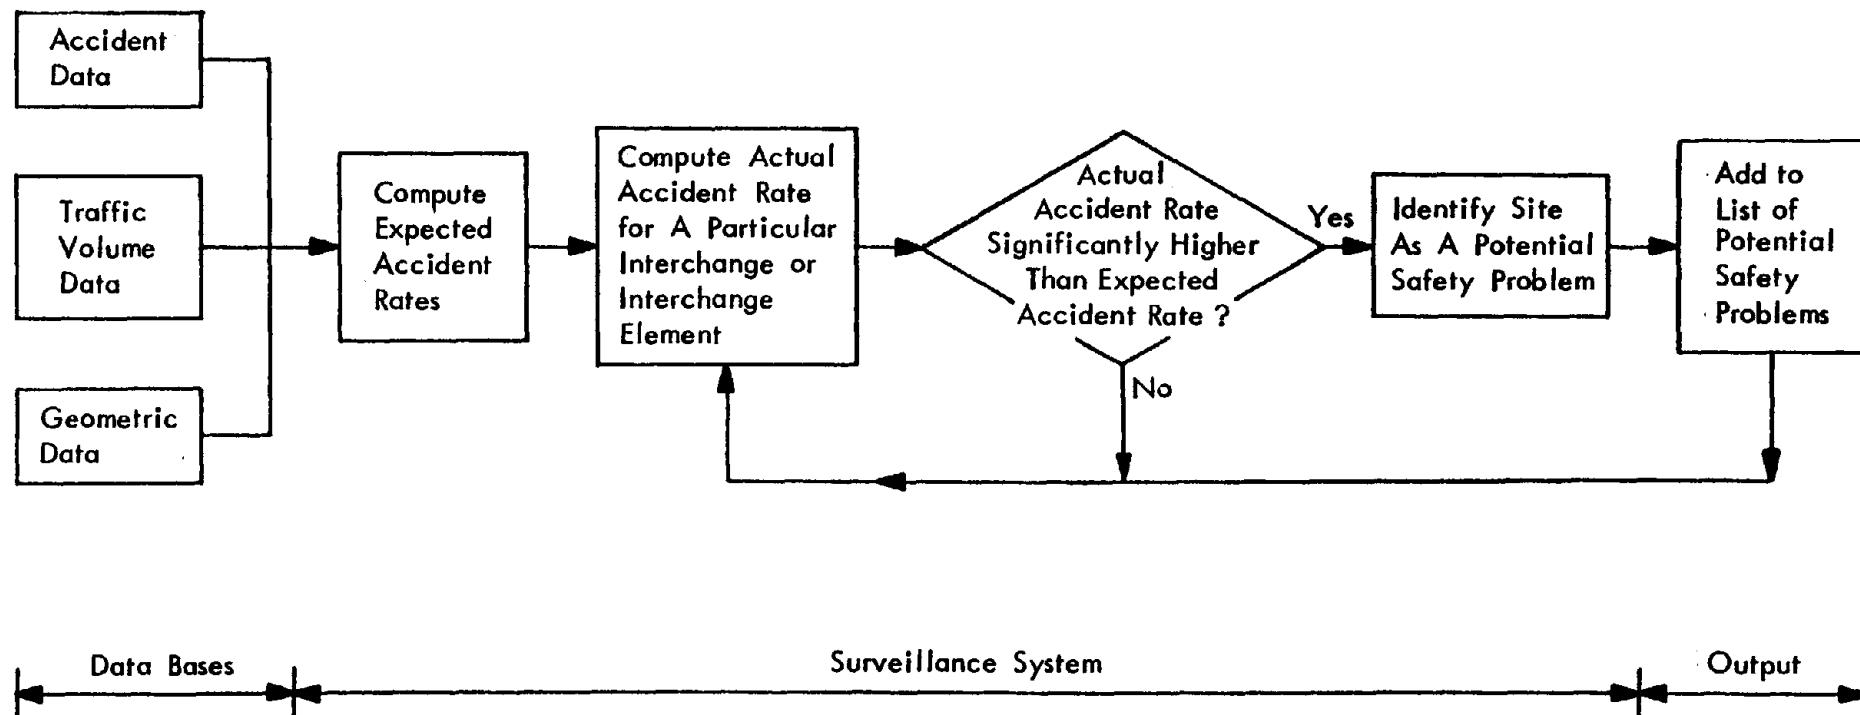 Accident
Data
Traffic
Volume
Data
Geometric
Data
Compute
Expected
Accident
Rates
Compute Actual
Accident Rate
for A Particular
Interchange or
Interchange
Element
Actual
Accident Rate
Significantly Higher
Than Expected
Accident Rate ?
Yes
No
Identify Site
As A Potential
Safety Problem
Add to
List of
Potential
Safety
Problems
Data Bases
Surveillance System
Output